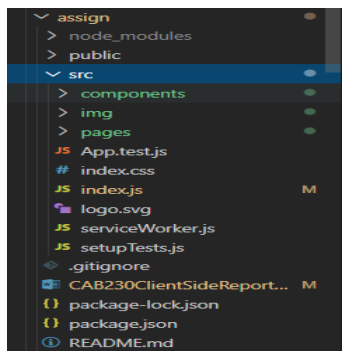 assign
node_modules
public
src
components
img
pages
JS App.test.js
# index.css
JS index.js M
logo.svg
JS serviceWorker.js
JS setupTests.js
.gitignore
CAB230ClientSideReport... M
{} package-lock.json
{} package.json
README.md